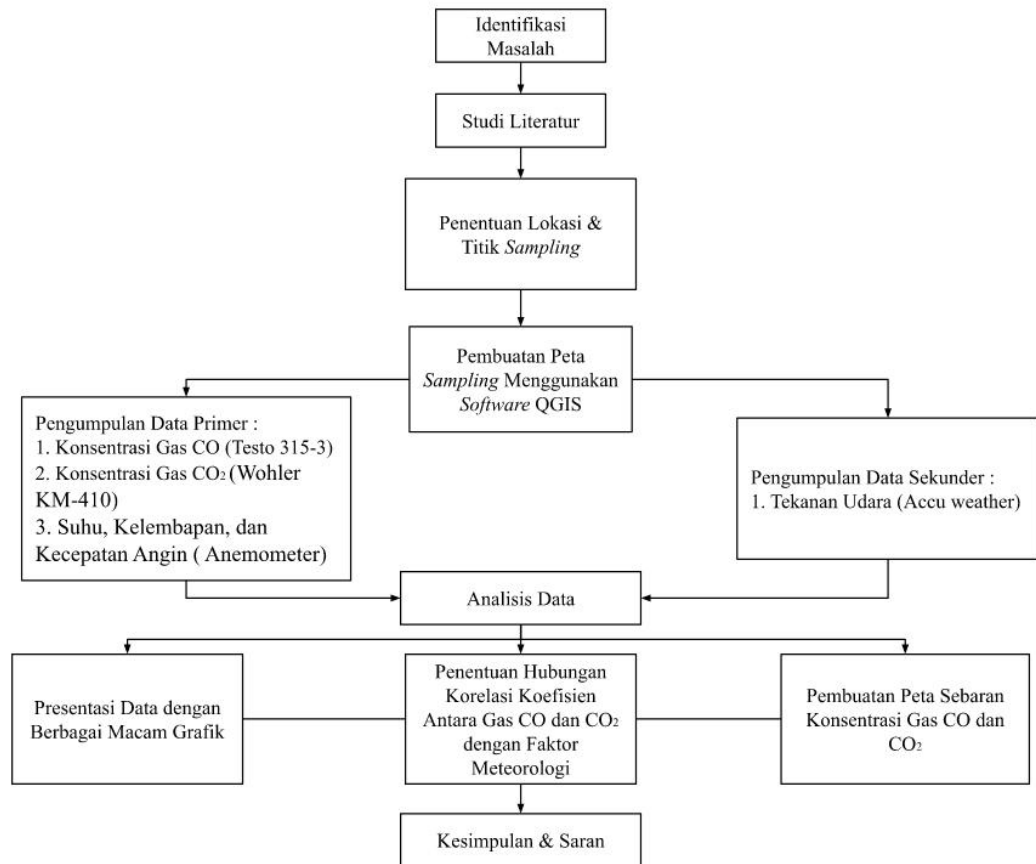 Identifikasi
Masalah
Studi Literatur
Penentuan Lokasi &
Titik Sampling
Pembuatan Peta
Sampling Menggunakan
Software QGIS
Pengumpulan Data Primer :
1. Konsentrasi Gas CO (Testo 315-3)
2. Konsentrasi Gas CO₂ (Wohler
KM-410)
3. Suhu, Kelembapan, dan
Kecepatan Angin ( Anemometer)
Pengumpulan Data Sekunder :
1. Tekanan Udara (Accu weather)
Analisis Data
Presentasi Data dengan
Berbagai Macam Grafik
Penentuan Hubungan
Korelasi Koefisien
Antara Gas CO dan CO₂
dengan Faktor
Meteorologi
Pembuatan Peta Sebaran
Konsentrasi Gas CO dan
CO₂
Kesimpulan & Saran